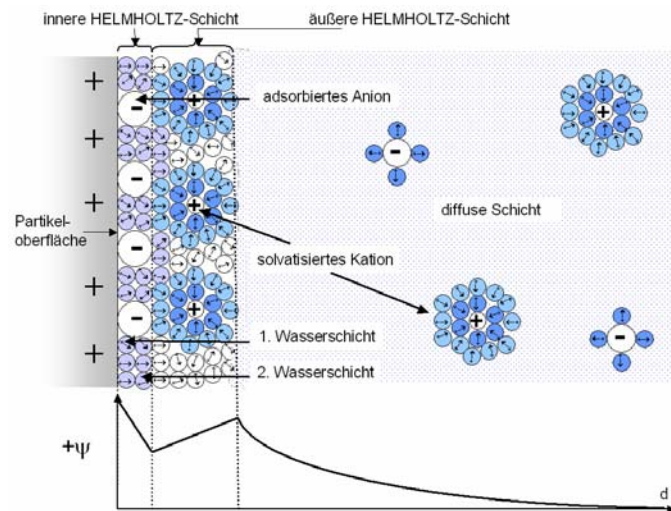 innere HELMHOLTZ-Schicht
äußere HELMHOLTZ-Schicht
adsorbiertes Anion
Partikel-
oberfläche
diffuse Schicht
solvatisiertes Kation
1. Wasserschicht
2. Wasserschicht
+ψ
d